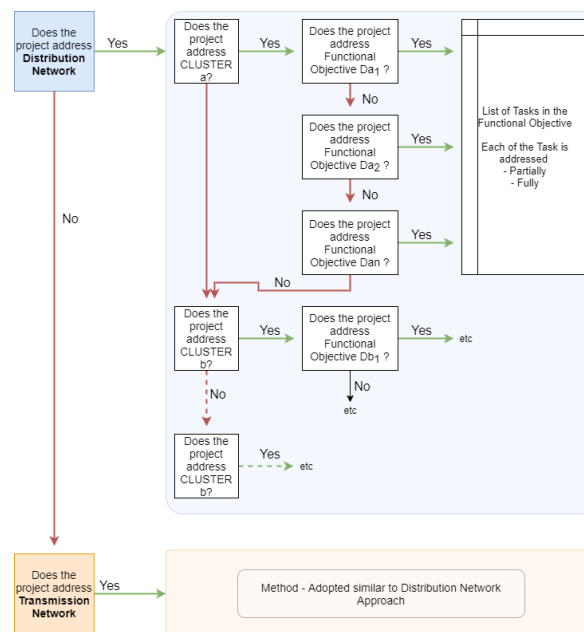 Does the
project address
Distribution
Network
Yes
Does the
project
address
CLUSTER
a?
Yes
Does the project
address
Functional
Objective Da1 ?
Yes
No
List of Tasks in the
Functional Objective
Each of the Task is
addressed
- Partially
- Fully
Does the project
address
Functional
Objective Da2 ?
Yes
No
No
Does the project
address
Functional
Objective Dan ?
Yes
No
Does the
project
address
CLUSTER
b?
Yes
Does the project
address
Functional
Objective Db1 ?
Yes
etc
No
No
etc
Does the
project
address
CLUSTER
b?
Yes
etc
Does the
project address
Transmission
Network
Yes
Method - Adopted similar to Distribution Network
Approach